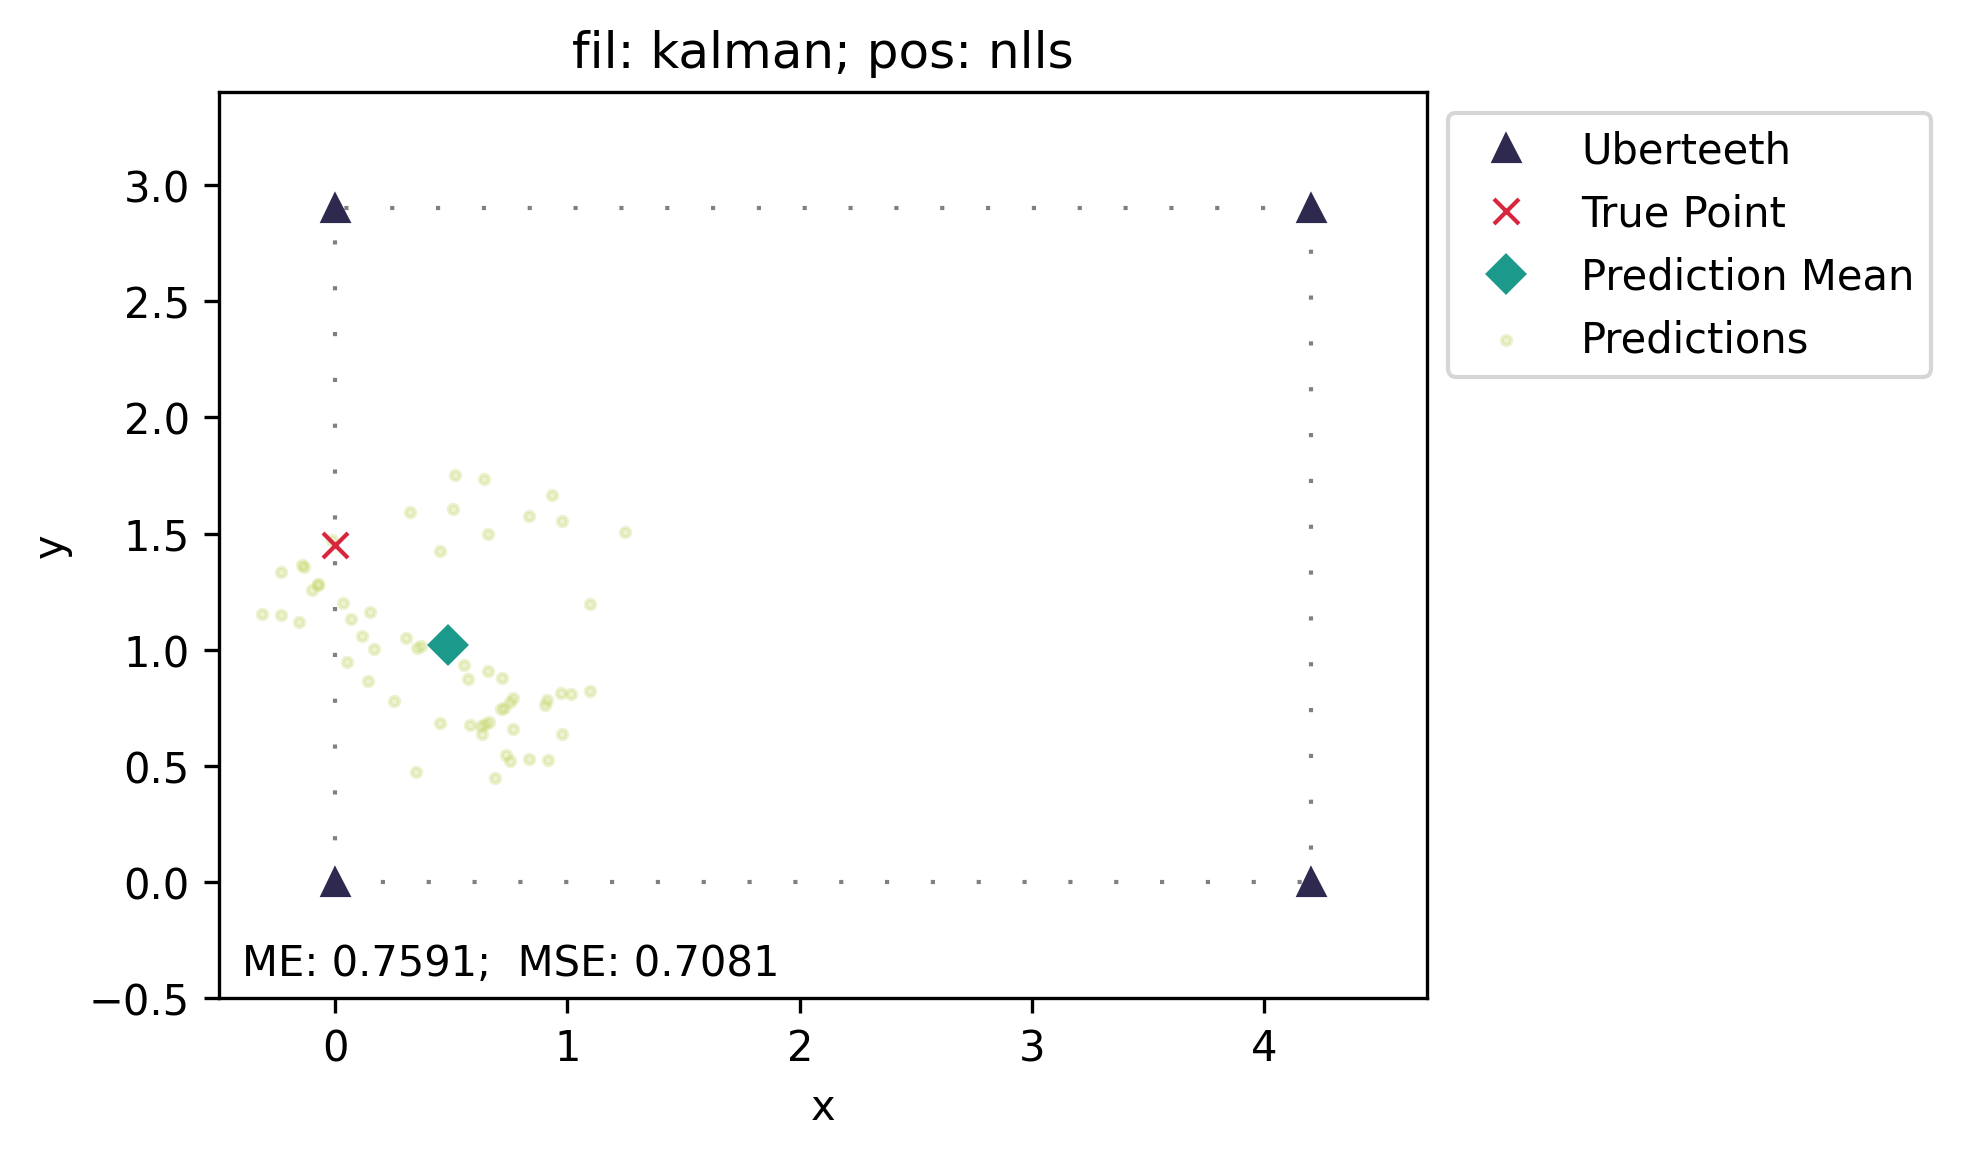 fil: kalman; pos: nlls
3.0
2.5
2.0
1.5
1.0
0.5
0.0
−0.5
y
0 1 2 3 4
x
ME: 0.7591;  MSE: 0.7081
Uberteeth
True Point
Prediction Mean
Predictions